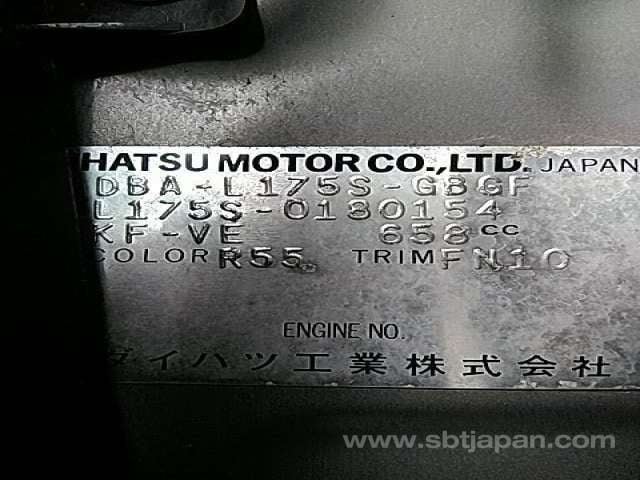 HATSU MOTOR CO.,LTD. JAPAN
DBA-L175S-GBGF
L175S-0180154
KF-VE 658cc
COLOR R55 TRIM FN10
ENGINE NO.
ダイハツ工業株式会社
www.sbtjapan.com